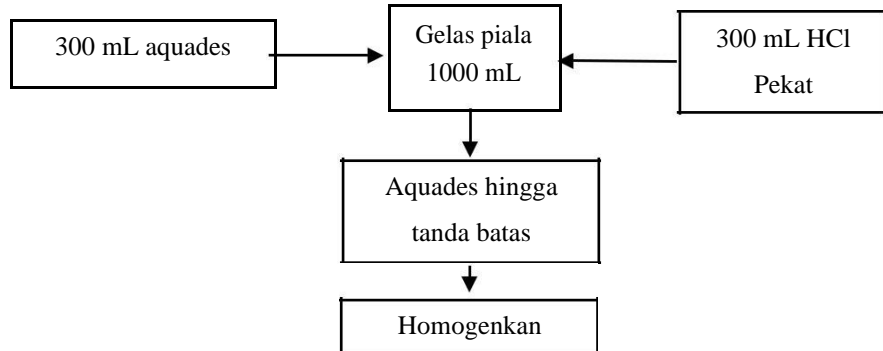 300 mL aquades
Gelas piala
1000 mL
300 mL HCl
Pekat
Aquades hingga
tanda batas
Homogenkan